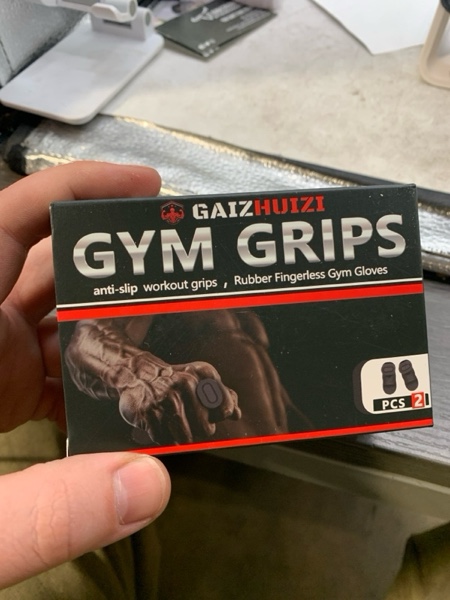 GAIZHUIZI
GYM GRIPS
anti-slip workout grips , Rubber Fingerless Gym Gloves
PCS 2